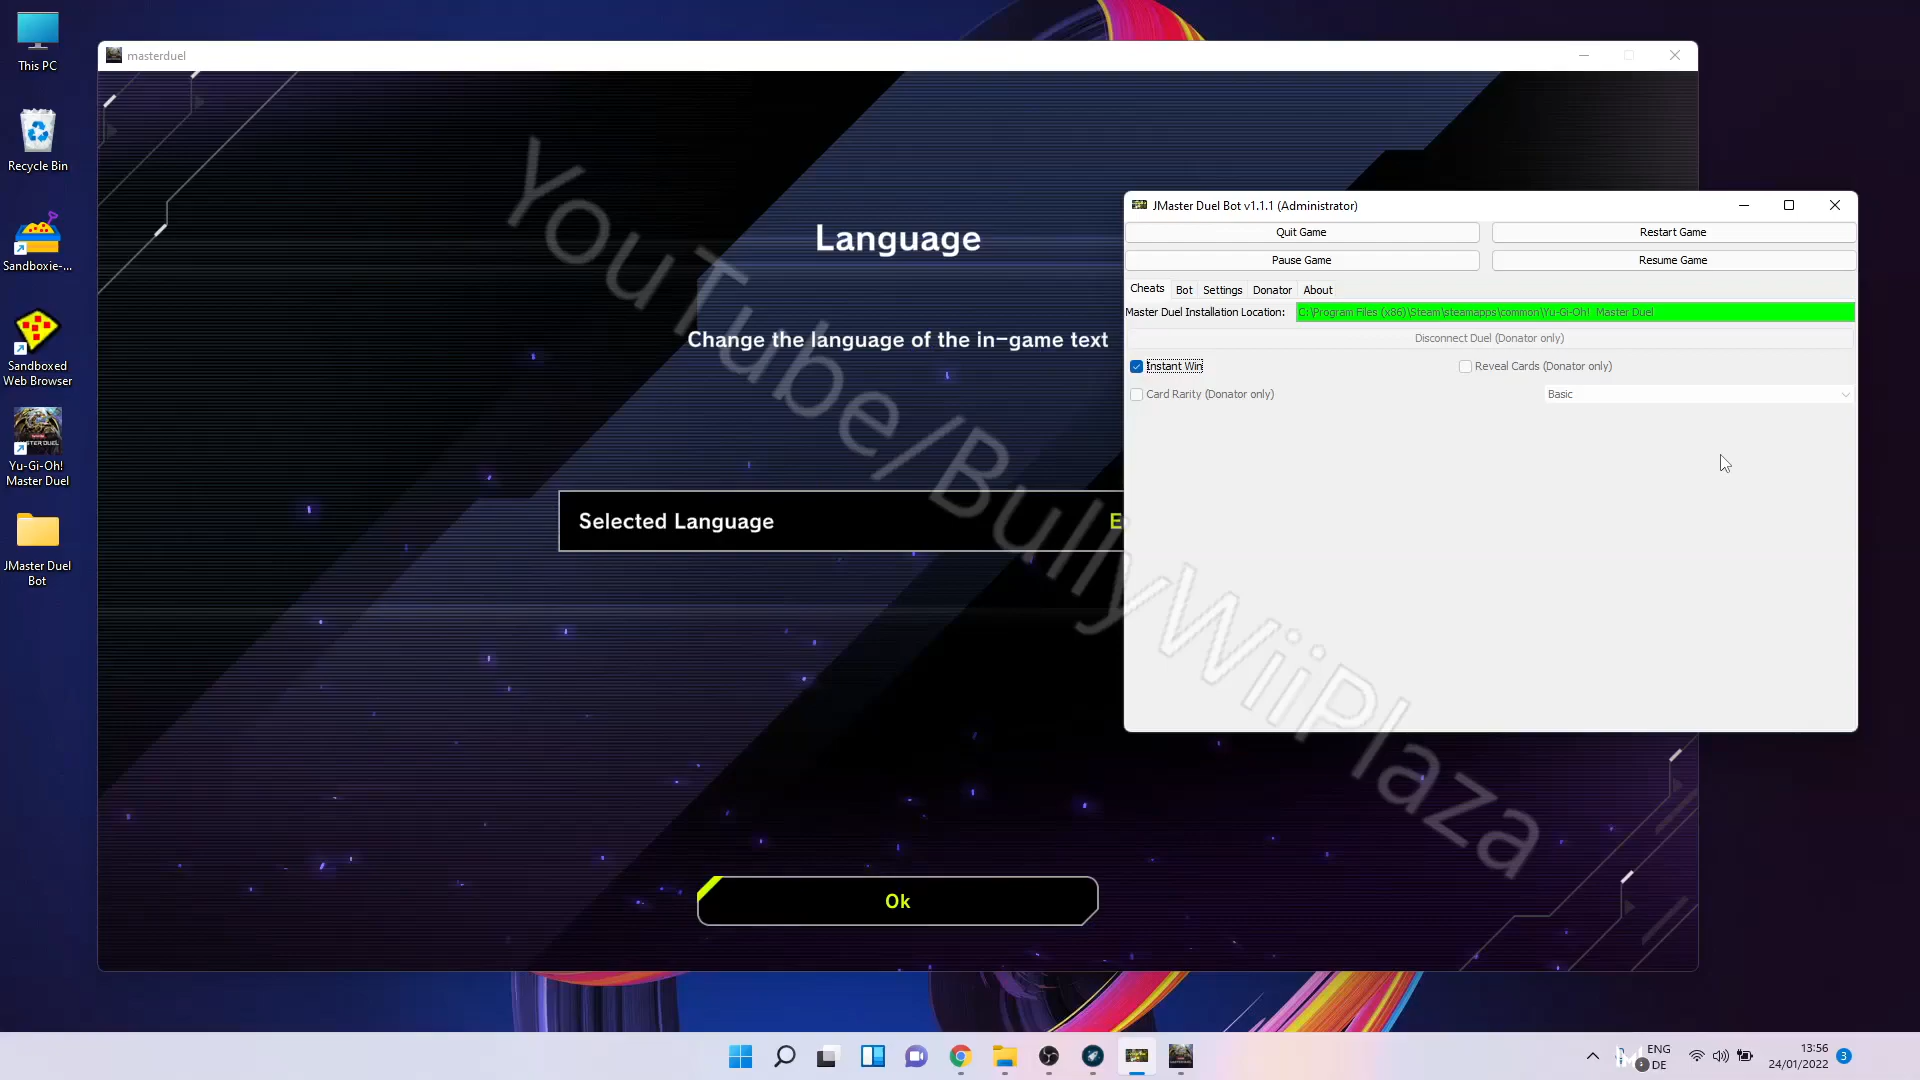 This PC
Recycle Bin
Sandboxie-...
Sandboxed
Web Browser
Yu-Gi-Oh!
Master Duel
JMaster Duel
Bot
masterduel
Language
Change the language of the in-game text
Selected Language
E
Ok
YouTube/BullyWiiPlaza
JMaster Duel Bot v1.1.1 (Administrator)
Quit Game
Restart Game
Pause Game
Resume Game
Cheats Bot Settings Donator About
Master Duel Installation Location: C:\Program Files (x86)\Steam\steamapps\common\Yu-Gi-Oh! Master Duel
Disconnect Duel (Donator only)
Instant Win
Reveal Cards (Donator only)
Card Rarity (Donator only)
Basic
ENG
DE
13:56
24/01/2022
3